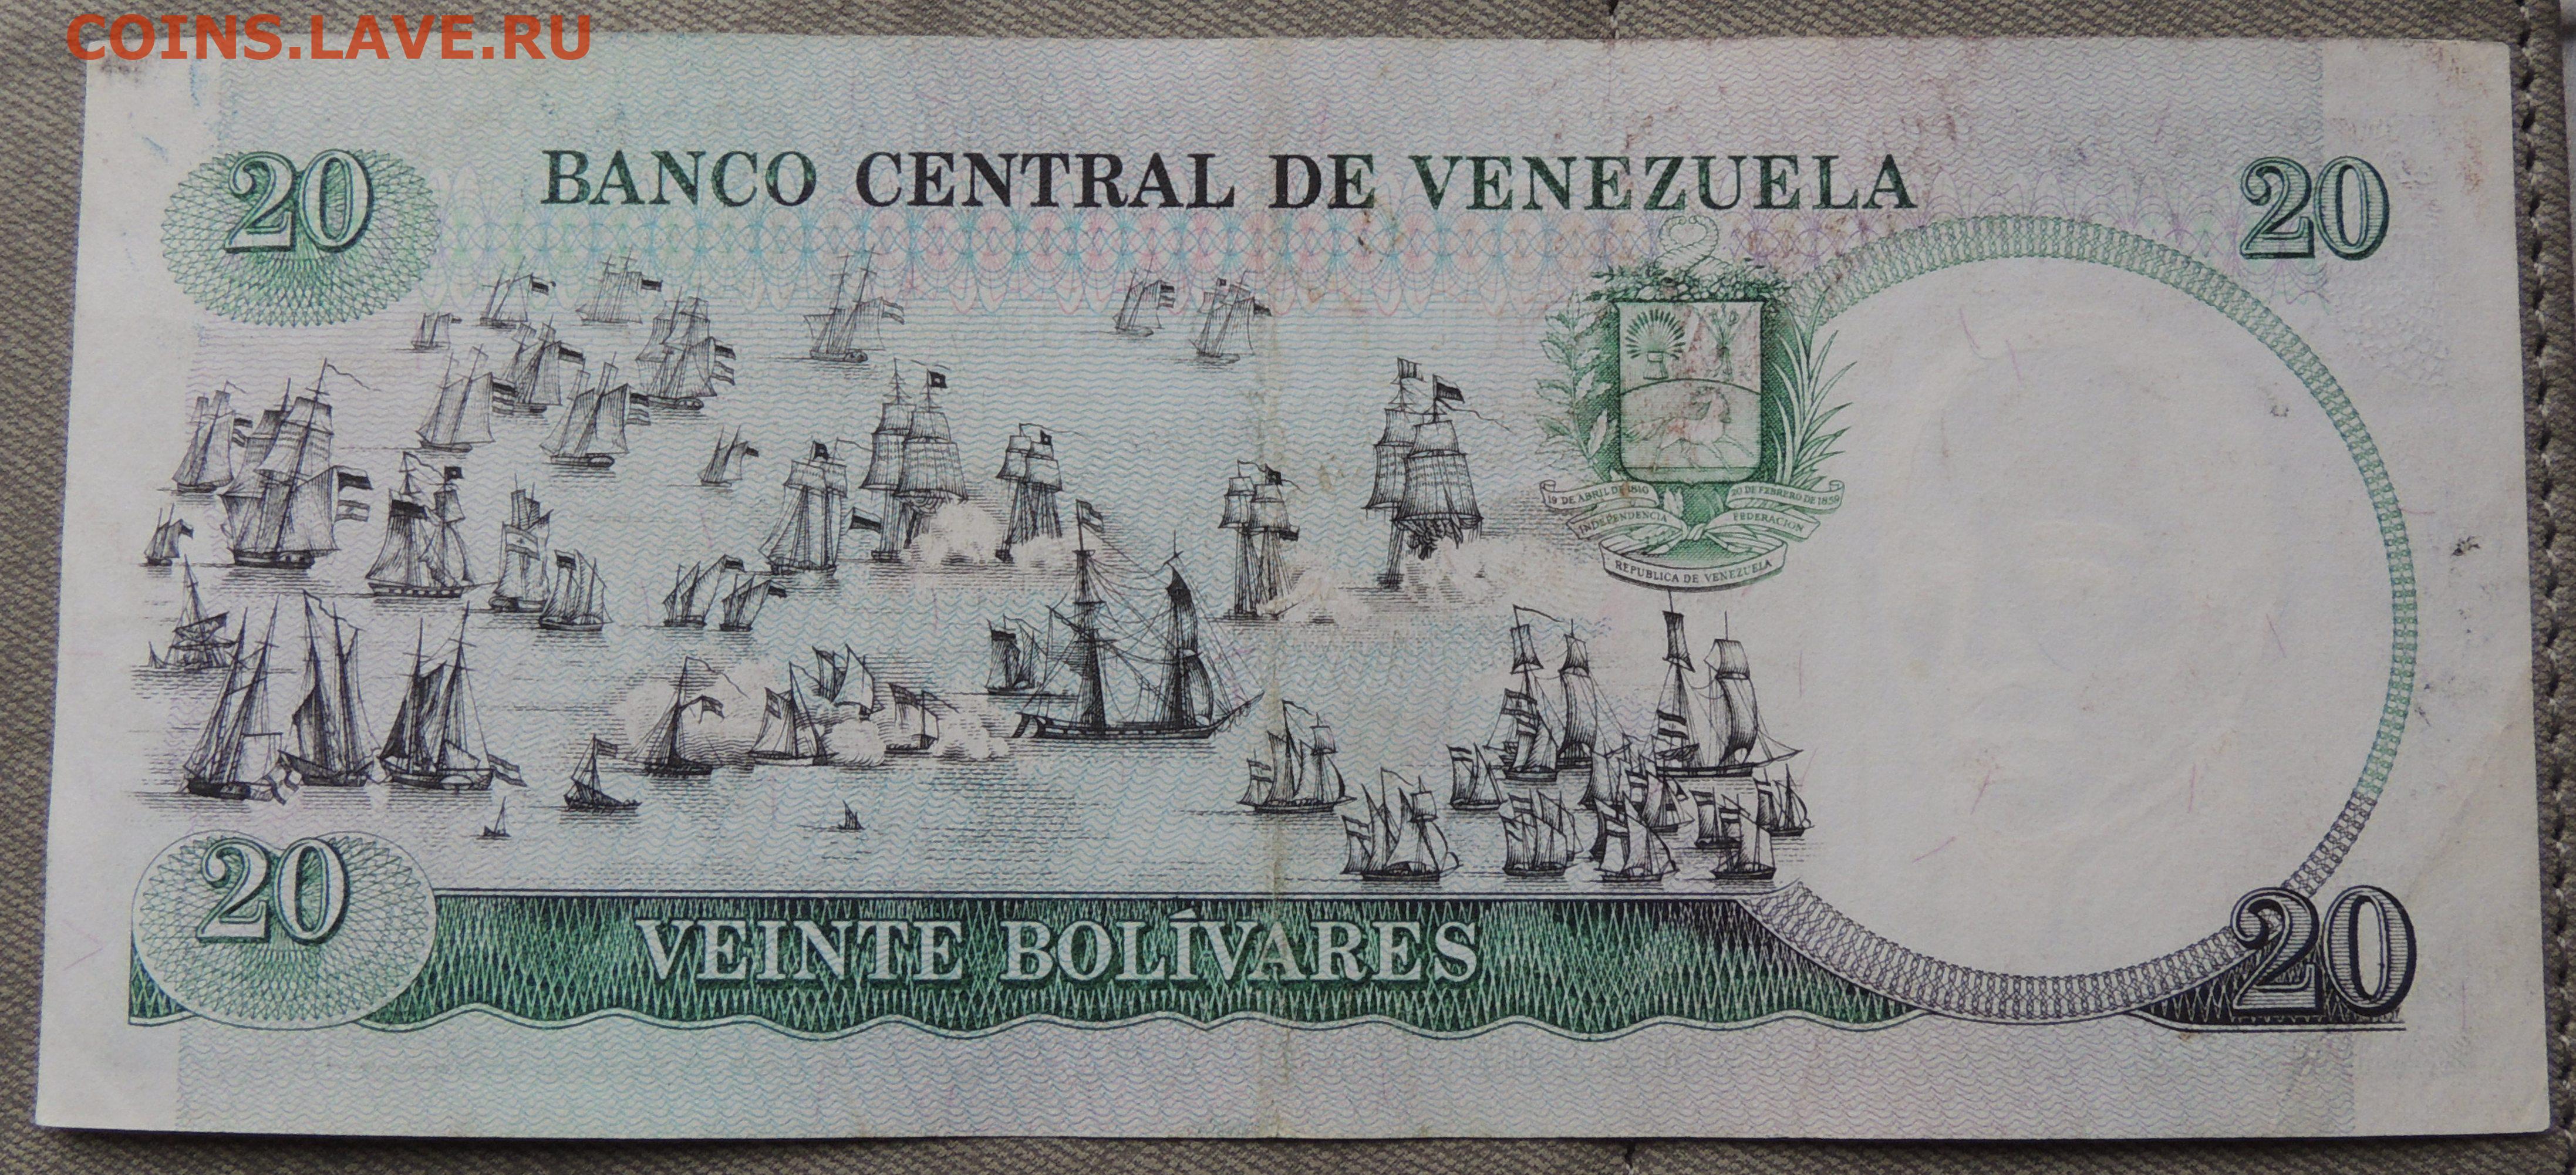 COINS.LAVE.RU
20 BANCO CENTRAL DE VENEZUELA 20
19 DE ABRIL DE 1810 20 DE FEBRERO DE 1859
INDEPENDENCIA FEDERACION
REPUBLICA DE VENEZUELA
20 VEINTE BOLÍVARES 20